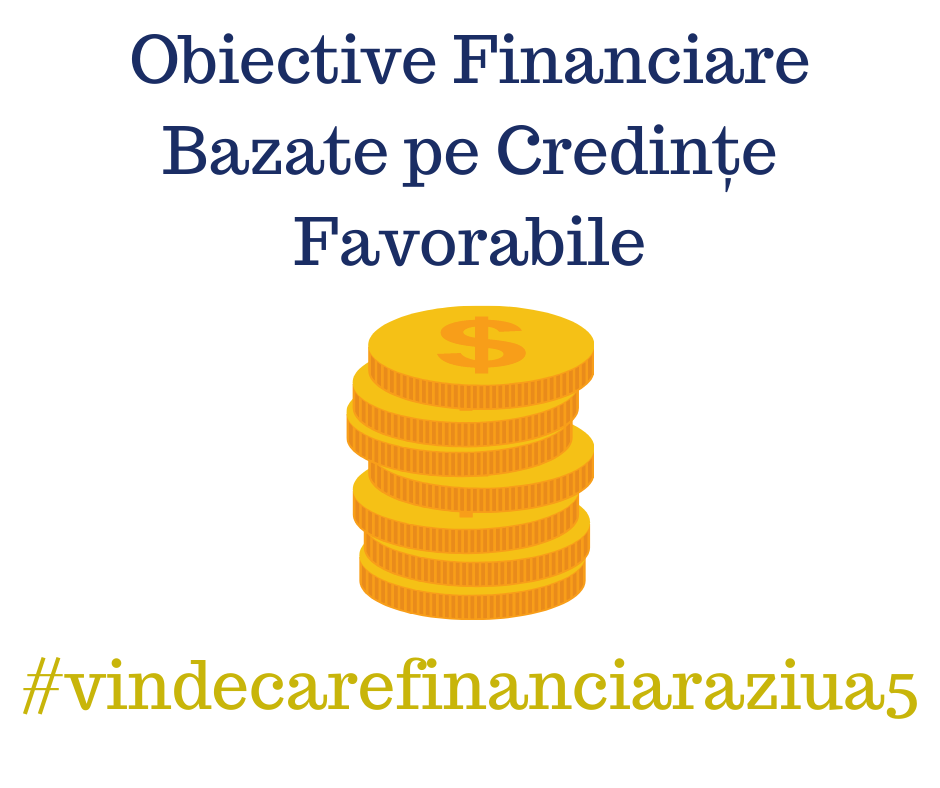 Obiective Financiare
Bazate pe Credințe
Favorabile
$
#vindecarefinanciaraziua5